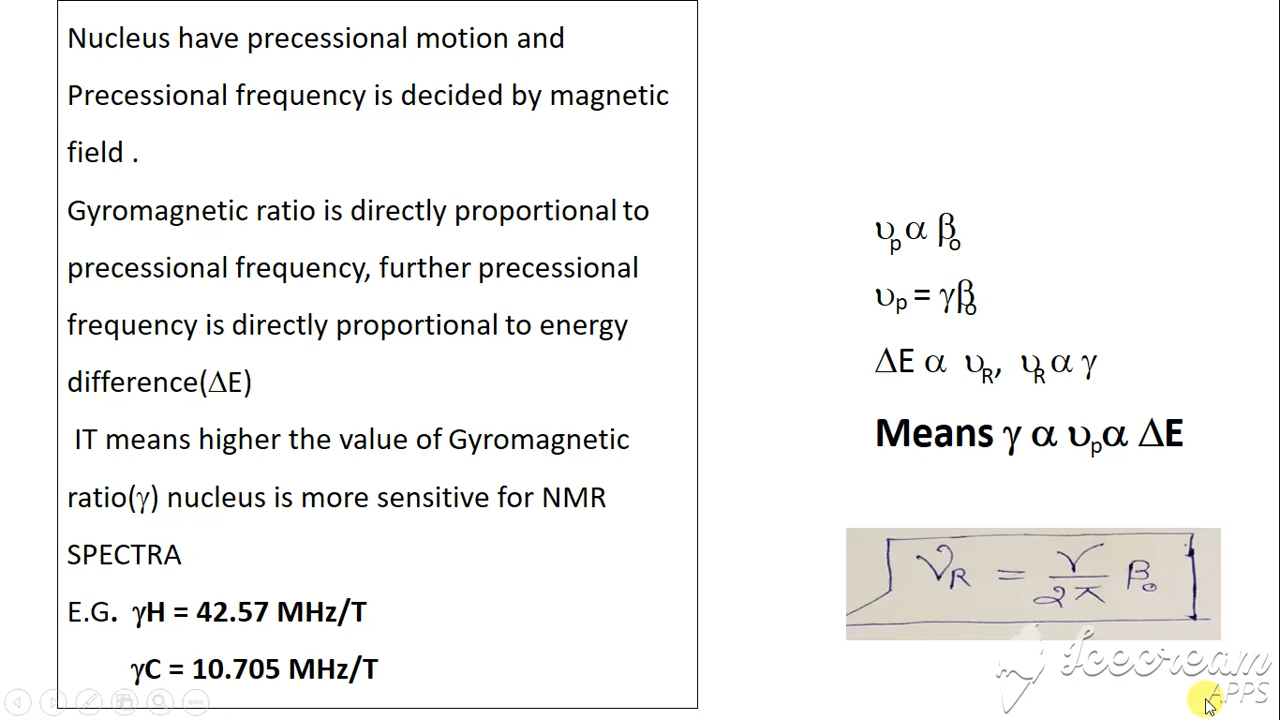 Nucleus have precessional motion and
Precessional frequency is decided by magnetic
field .
Gyromagnetic ratio is directly proportional to
precessional frequency, further precessional
frequency is directly proportional to energy
difference(ΔE)
IT means higher the value of Gyromagnetic
ratio(γ) nucleus is more sensitive for NMR
SPECTRA
E.G. γH = 42.57 MHz/T
γC = 10.705 MHz/T
υp α βo
υp = γβo
ΔE α υR, υR α γ
Means γ α υp α ΔE
νR = γ/2π βo
Icecream
APPS